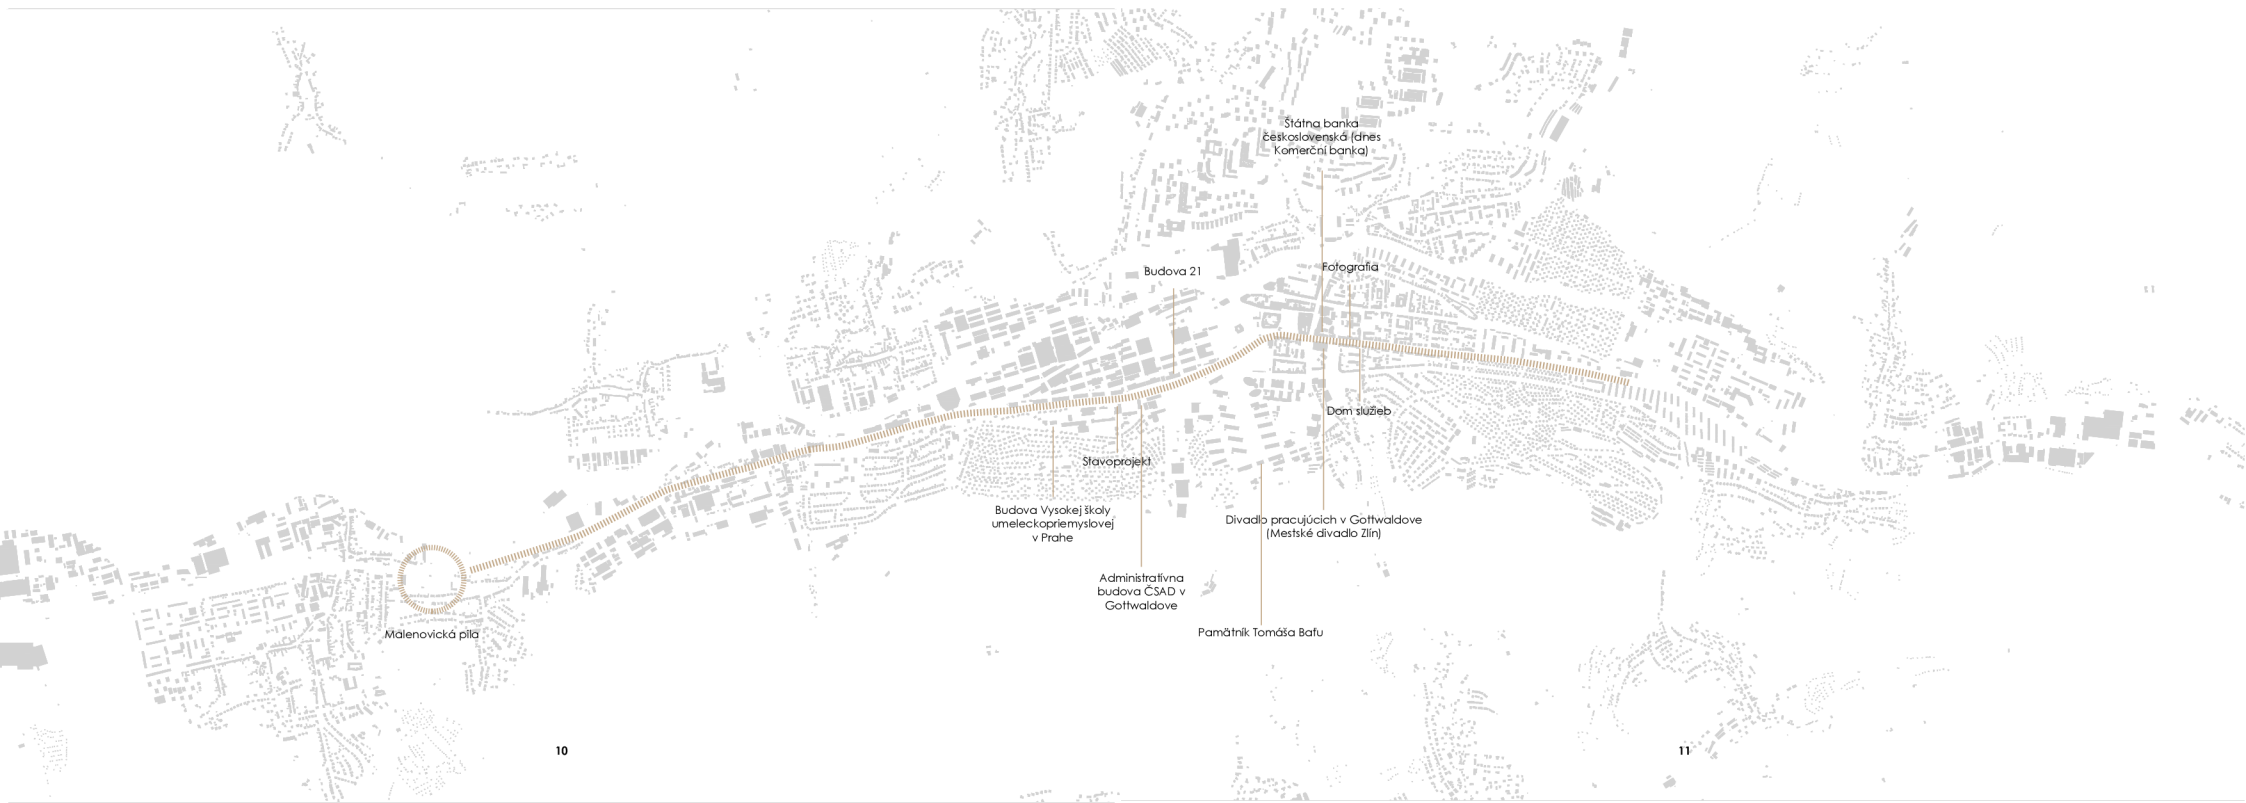 Štátna banka
československá (dnes
Komerční banka)
Budova 21
Fotografia
Dom služieb
Stavoprojekt
Budova Vysokej školy
umeleckopriemyslovej
v Prahe
Divadlo pracujúcich v Gottwaldove
(Mestské divadlo Zlín)
Administratívna
budova ČSAD v
Gottwaldove
Malenovická pila
Pamätník Tomáša Baťu
10
11